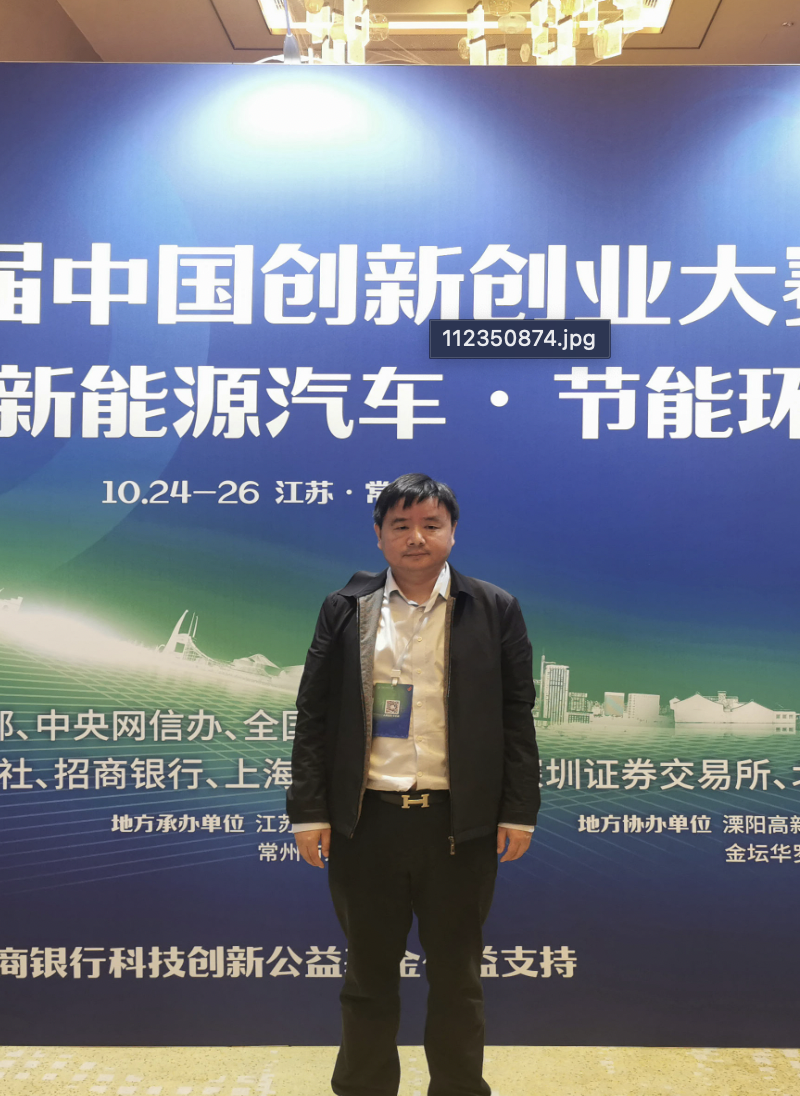 届中国创新创业大赛
112350874.jpg
新能源汽车·节能环
10.24—26 江苏·常
部、中央网信办、全国
社、招商银行、上海 深圳证券交易所、
地方承办单位 江苏 地方协办单位 溧阳高新
常州 金坛华罗
商银行科技创新公益基金公益支持